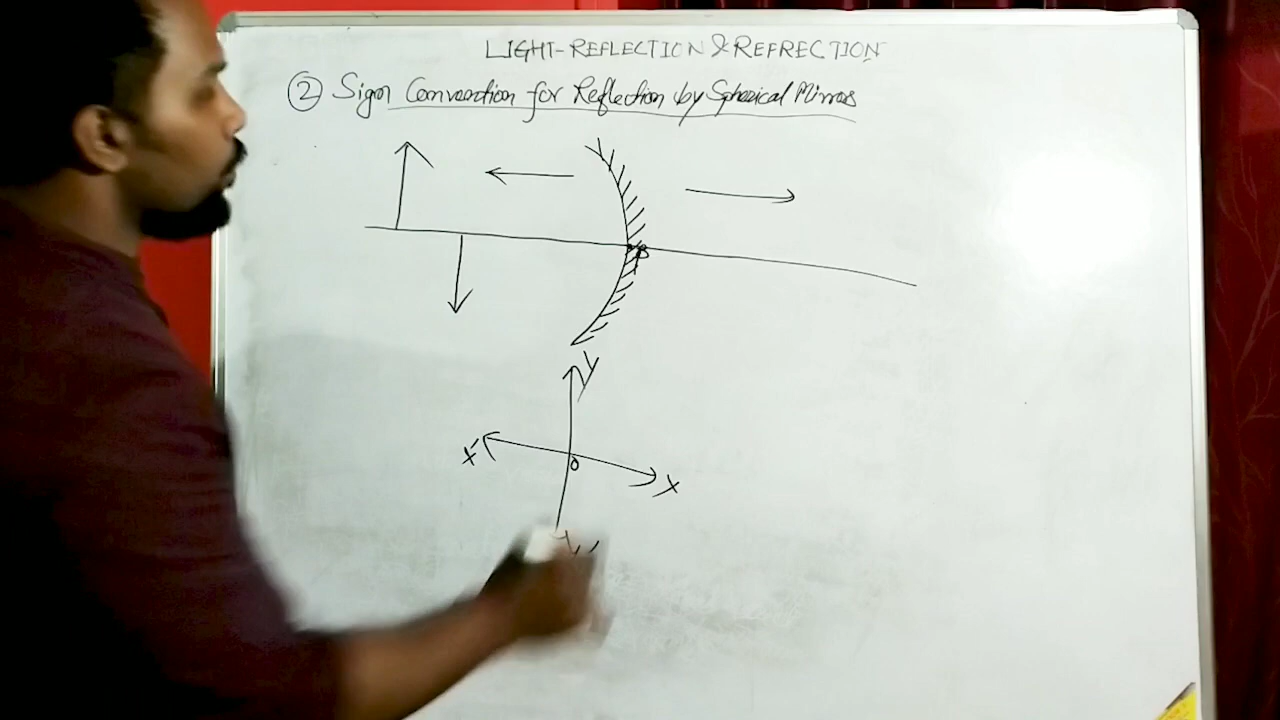 LIGHT-REFLECTION & REFRECTION
② Sign Convention for Reflection by Spherical Mirrors
P
y
x'
o
x